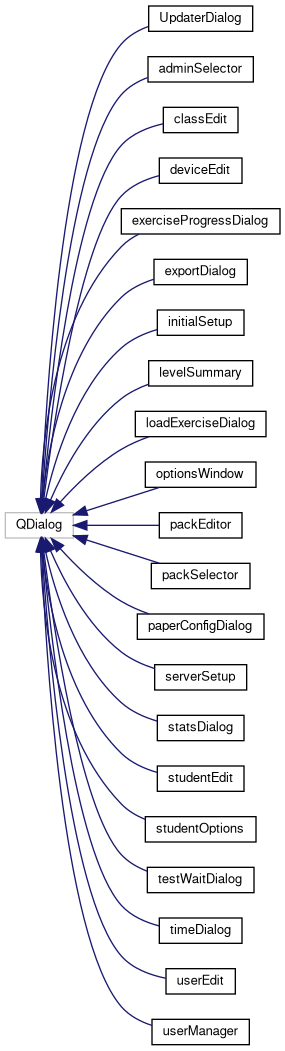 UpdaterDialog
adminSelector
classEdit
deviceEdit
exerciseProgressDialog
exportDialog
initialSetup
levelSummary
loadExerciseDialog
optionsWindow
QDialog
packEditor
packSelector
paperConfigDialog
serverSetup
statsDialog
studentEdit
studentOptions
testWaitDialog
timeDialog
userEdit
userManager